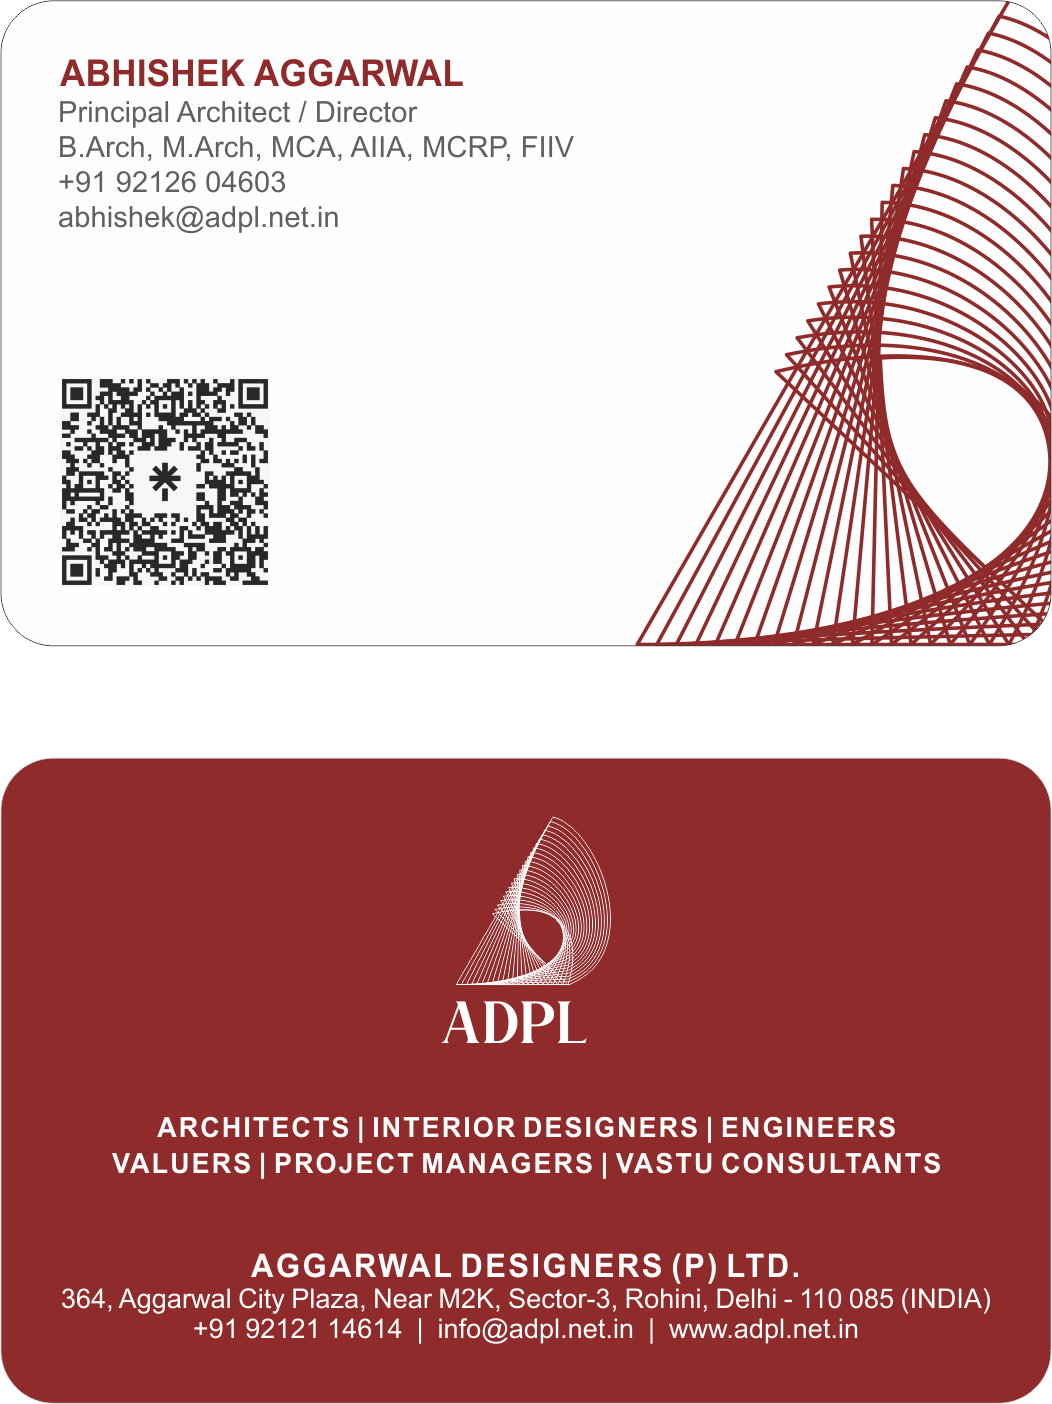 ABHISHEK AGGARWAL
Principal Architect / Director
B.Arch, M.Arch, MCA, AIIA, MCRP, FIIV
+91 92126 04603
abhishek@adpl.net.in
ADPL
ARCHITECTS | INTERIOR DESIGNERS | ENGINEERS
VALUERS | PROJECT MANAGERS | VASTU CONSULTANTS
AGGARWAL DESIGNERS (P) LTD.
364, Aggarwal City Plaza, Near M2K, Sector-3, Rohini, Delhi - 110 085 (INDIA)
+91 92121 14614 | info@adpl.net.in | www.adpl.net.in